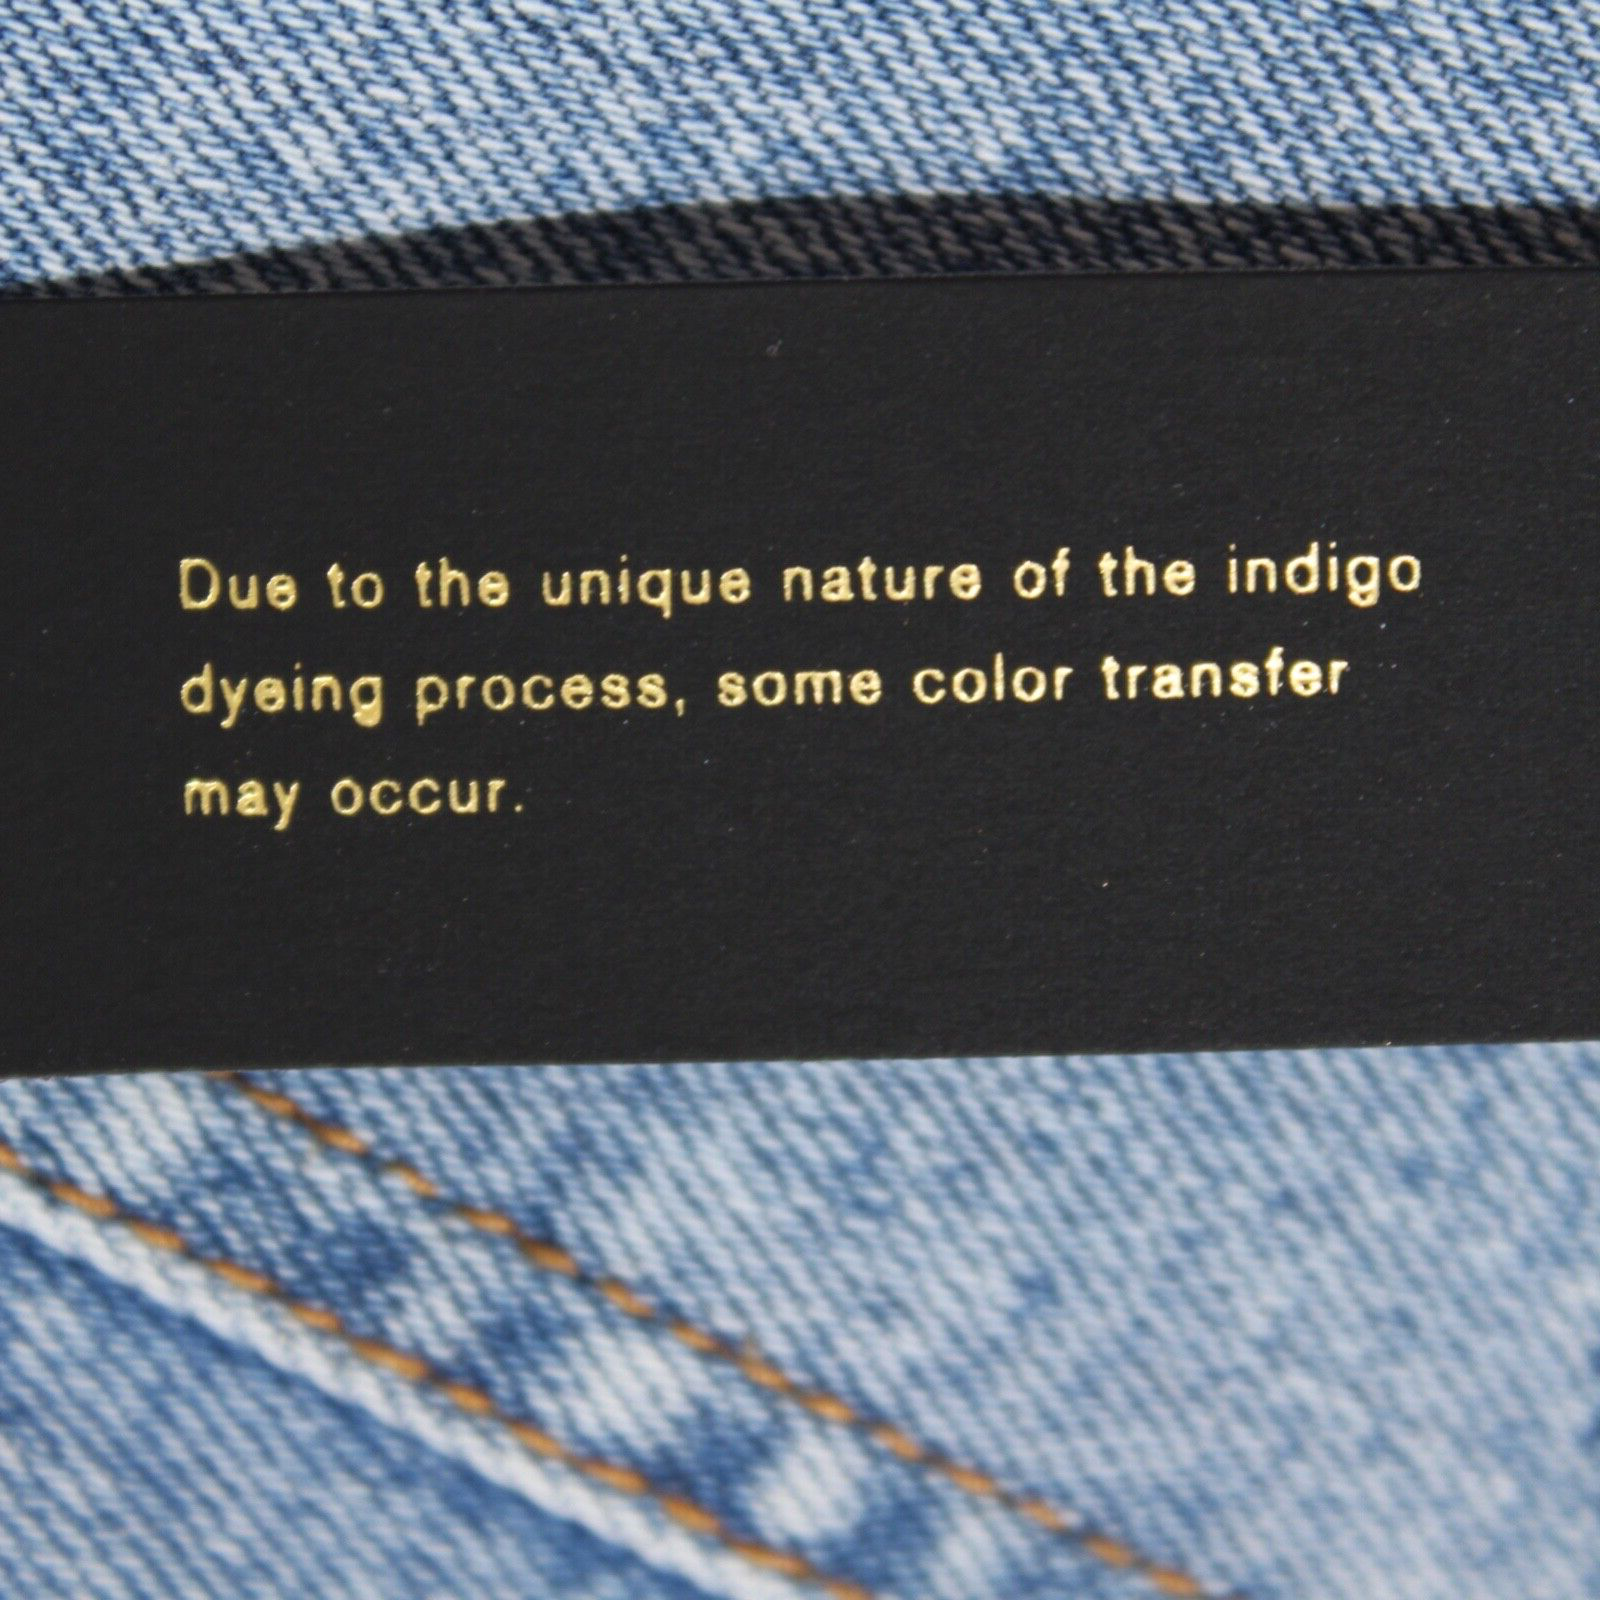 Due to the unique nature of the indigo
dyeing process, some color transfer
may occur.